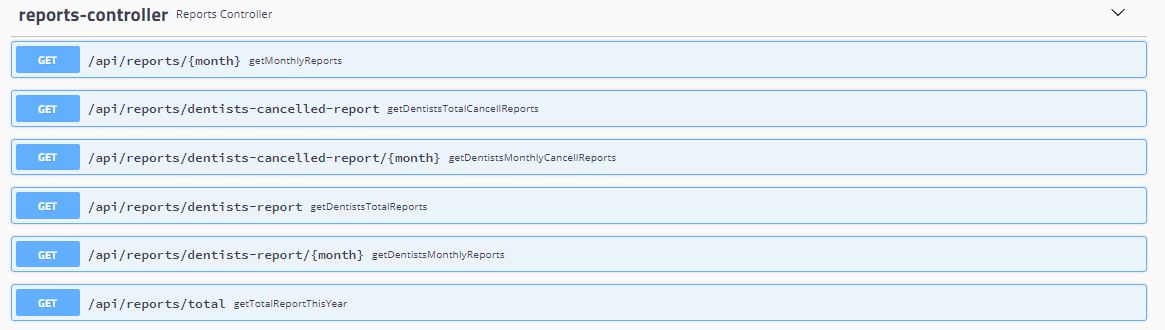 reports-controller Reports Controller
GET /api/reports/{month} getMonthlyReports
GET /api/reports/dentists-cancelled-report getDentistsTotalCancellReports
GET /api/reports/dentists-cancelled-report/{month} getDentistsMonthlyCancellReports
GET /api/reports/dentists-report getDentistsTotalReports
GET /api/reports/dentists-report/{month} getDentistsMonthlyReports
GET /api/reports/total getTotalReportThisYear